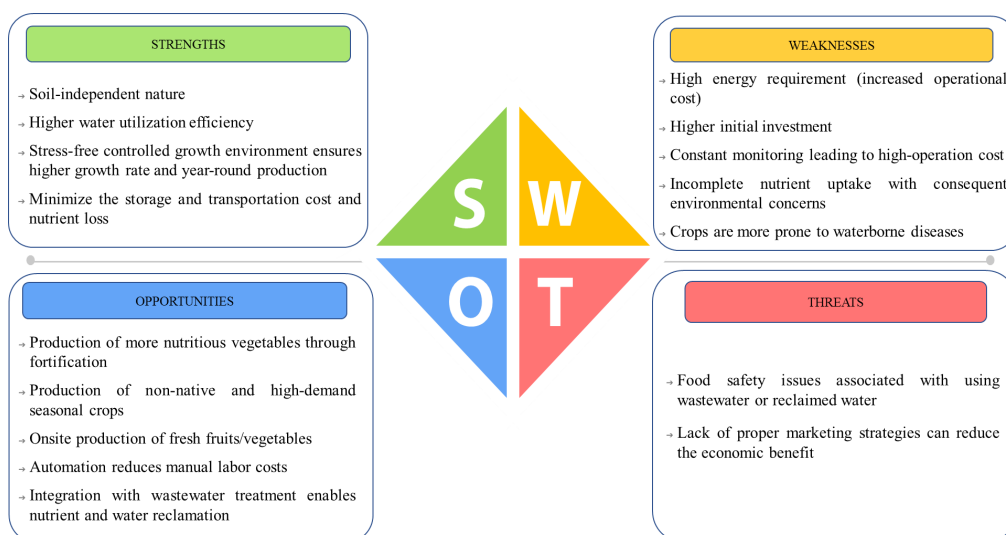 STRENGTHS
→ Soil-independent nature
→ Higher water utilization efficiency
→ Stress-free controlled growth environment ensures
higher growth rate and year-round production
→ Minimize the storage and transportation cost and
nutrient loss
WEAKNESSES
→ High energy requirement (increased operational
cost)
→ Higher initial investment
→ Constant monitoring leading to high-operation cost
→ Incomplete nutrient uptake with consequent
environmental concerns
→ Crops are more prone to waterborne diseases
S W
O T
OPPORTUNITIES
→ Production of more nutritious vegetables through
fortification
→ Production of non-native and high-demand
seasonal crops
→ Onsite production of fresh fruits/vegetables
→ Automation reduces manual labor costs
→ Integration with wastewater treatment enables
nutrient and water reclamation
THREATS
→ Food safety issues associated with using
wastewater or reclaimed water
→ Lack of proper marketing strategies can reduce
the economic benefit